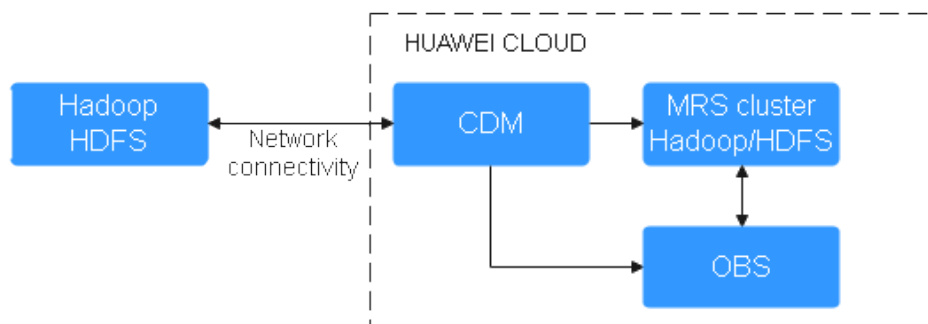 HUAWEI CLOUD
Hadoop
HDFS
Network
connectivity
CDM
MRS cluster
Hadoop/HDFS
OBS